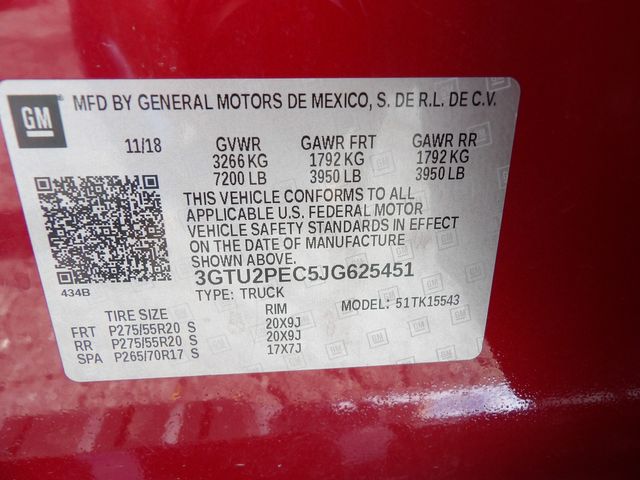 GM MFD BY GENERAL MOTORS DE MEXICO, S. DE R.L. DE C.V.
11/18 GVWR GAWR FRT GAWR RR
3266 KG 1792 KG 1792 KG
7200 LB 3950 LB 3950 LB
THIS VEHICLE CONFORMS TO ALL
APPLICABLE U.S. FEDERAL MOTOR
VEHICLE SAFETY STANDARDS IN EFFECT
ON THE DATE OF MANUFACTURE
SHOWN ABOVE.
434B 3GTU2PEC5JG625451
TYPE: TRUCK MODEL: 51TK15543
TIRE SIZE RIM
FRT P275/55R20 S 20X9J
RR P275/55R20 S 20X9J
SPA P265/70R17 S 17X7J